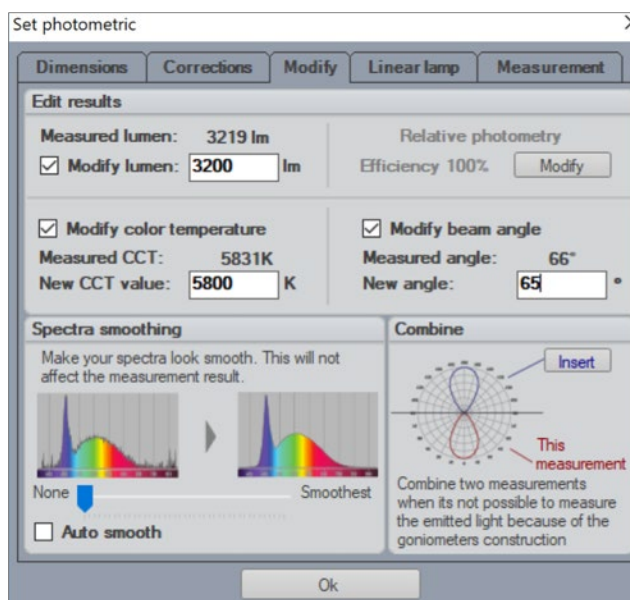 Set photometric
Dimensions Corrections Modify Linear lamp Measurement
Edit results
Measured lumen: 3219 lm
Modify lumen: 3200 lm
Relative photometry
Efficiency 100% Modify
Modify color temperature
Measured CCT: 5831K
New CCT value: 5800 K
Modify beam angle
Measured angle: 66°
New angle: 65 °
Spectra smoothing
Make your spectra look smooth. This will not
affect the measurement result.
None Smoothest
Auto smooth
Combine
Insert
This
measurement
Combine two measurements
when its not possible to measure
the emitted light because of the
goniometers construction
Ok